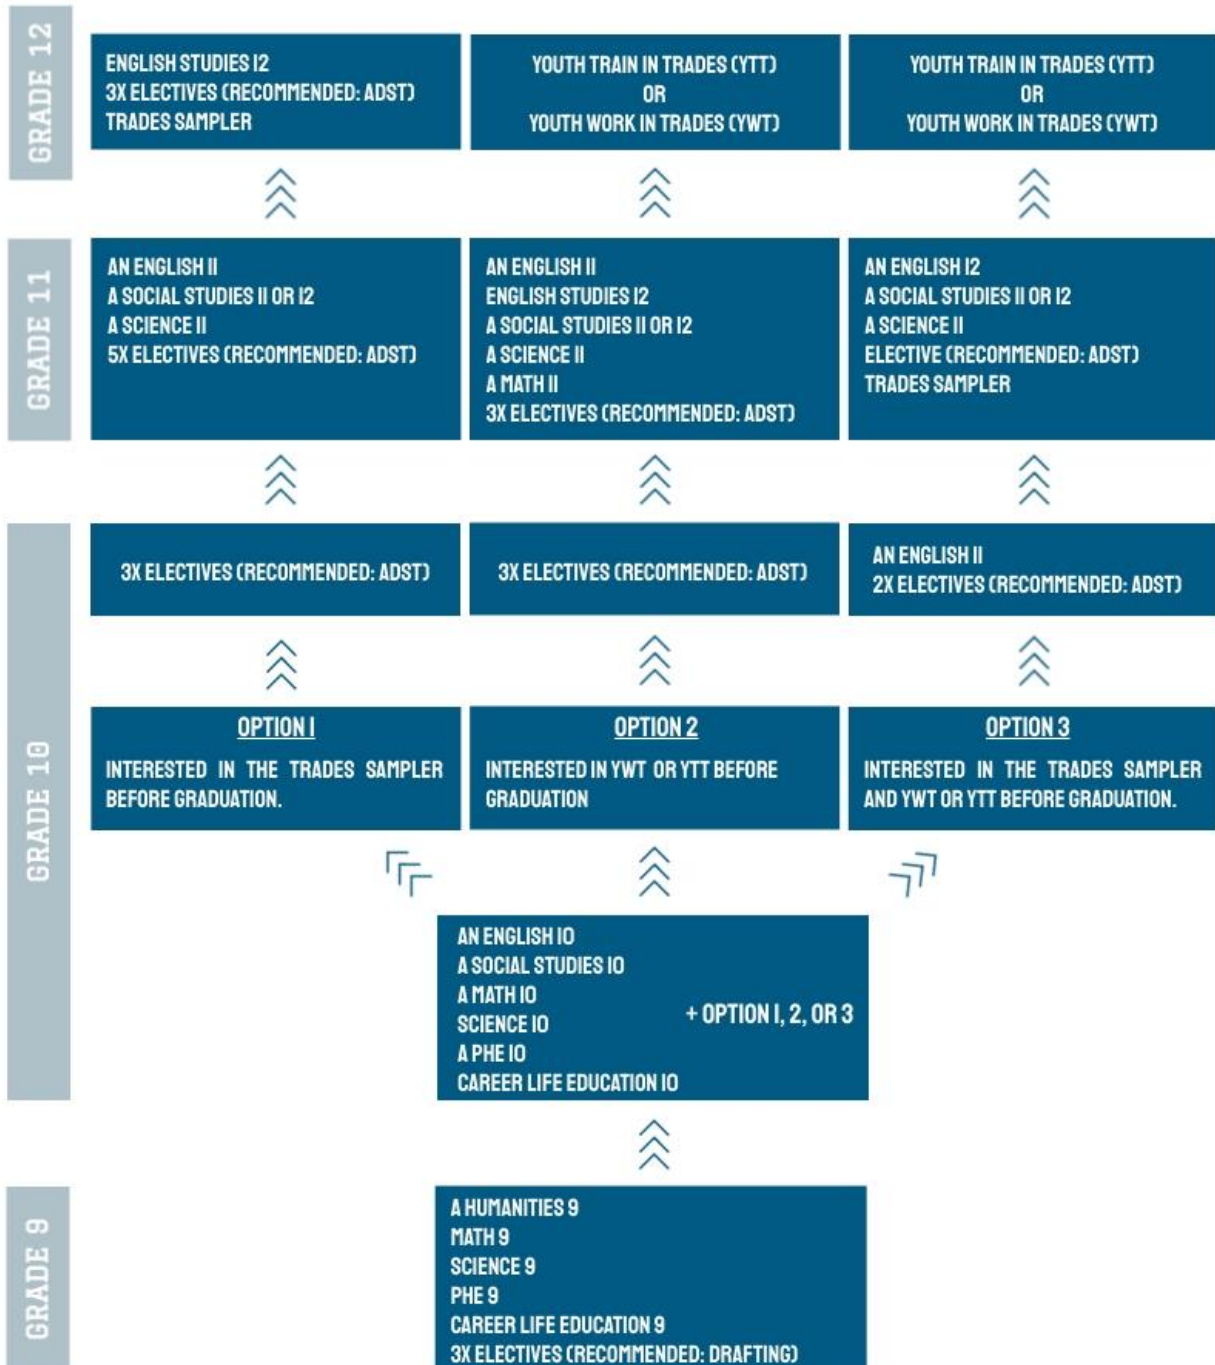 GRADE 12
ENGLISH STUDIES 12
3X ELECTIVES (RECOMMENDED: ADST)
TRADES SAMPLER
YOUTH TRAIN IN TRADES (YTT)
OR
YOUTH WORK IN TRADES (YWT)
YOUTH TRAIN IN TRADES (YTT)
OR
YOUTH WORK IN TRADES (YWT)
GRADE 11
AN ENGLISH 11
A SOCIAL STUDIES 11 OR 12
A SCIENCE 11
5X ELECTIVES (RECOMMENDED: ADST)
AN ENGLISH 11
ENGLISH STUDIES 12
A SOCIAL STUDIES 11 OR 12
A SCIENCE 11
A MATH 11
3X ELECTIVES (RECOMMENDED: ADST)
AN ENGLISH 12
A SOCIAL STUDIES 11 OR 12
A SCIENCE 11
ELECTIVE (RECOMMENDED: ADST)
TRADES SAMPLER
GRADE 10
3X ELECTIVES (RECOMMENDED: ADST)
3X ELECTIVES (RECOMMENDED: ADST)
AN ENGLISH 11
2X ELECTIVES (RECOMMENDED: ADST)
OPTION 1
INTERESTED IN THE TRADES SAMPLER
BEFORE GRADUATION.
OPTION 2
INTERESTED IN YWT OR YTT BEFORE
GRADUATION
OPTION 3
INTERESTED IN THE TRADES SAMPLER
AND YWT OR YTT BEFORE GRADUATION.
AN ENGLISH 10
A SOCIAL STUDIES 10
A MATH 10
SCIENCE 10
A PHE 10
CAREER LIFE EDUCATION 10
+ OPTION 1, 2, OR 3
GRADE 9
A HUMANITIES 9
MATH 9
SCIENCE 9
PHE 9
CAREER LIFE EDUCATION 9
3X ELECTIVES (RECOMMENDED: DRAFTING)